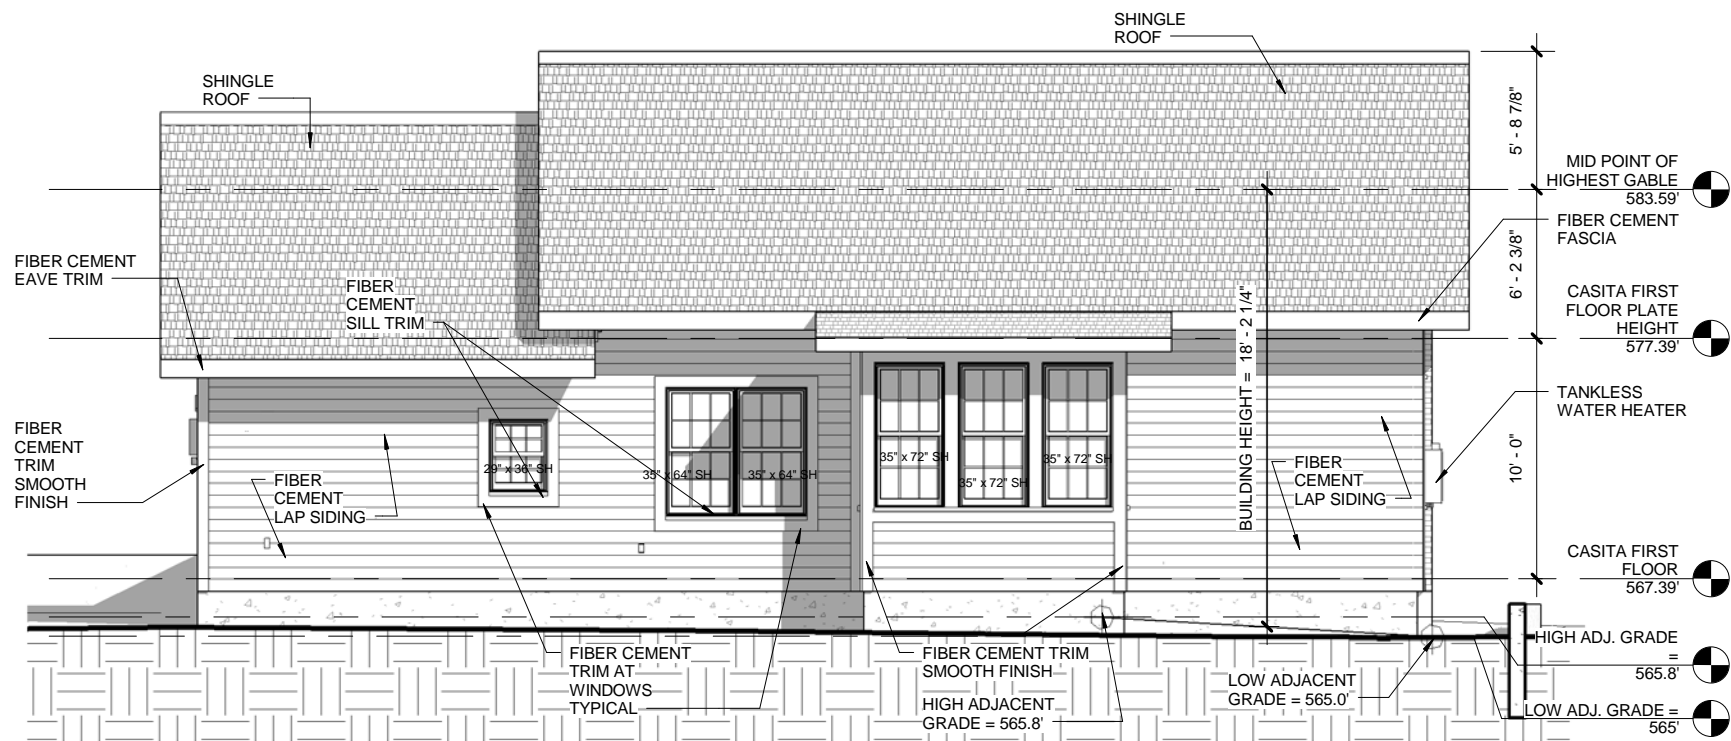 SHINGLE
ROOF
SHINGLE
ROOF
5' - 8 7/8"
MID POINT OF
HIGHEST GABLE
583.59'
FIBER CEMENT
FASCIA
6' - 2 3/8"
FIBER CEMENT
EAVE TRIM
FIBER
CEMENT
SILL TRIM
CASITA FIRST
FLOOR PLATE
HEIGHT
577.39'
BUILDING HEIGHT = 18' - 2 1/4"
TANKLESS
WATER HEATER
10' - 0"
FIBER
CEMENT
TRIM
SMOOTH
FINISH
FIBER
CEMENT
LAP SIDING
29" x 36" SH
35" x 64" SH
35" x 64" SH
35" x 72" SH
35" x 72" SH
35" x 72" SH
FIBER
CEMENT
LAP SIDING
CASITA FIRST
FLOOR
567.39'
FIBER CEMENT
TRIM AT
WINDOWS
TYPICAL
FIBER CEMENT TRIM
SMOOTH FINISH
HIGH ADJACENT
GRADE = 565.8'
LOW ADJACENT
GRADE = 565.0'
HIGH ADJ. GRADE
=
565.8'
LOW ADJ. GRADE =
565'